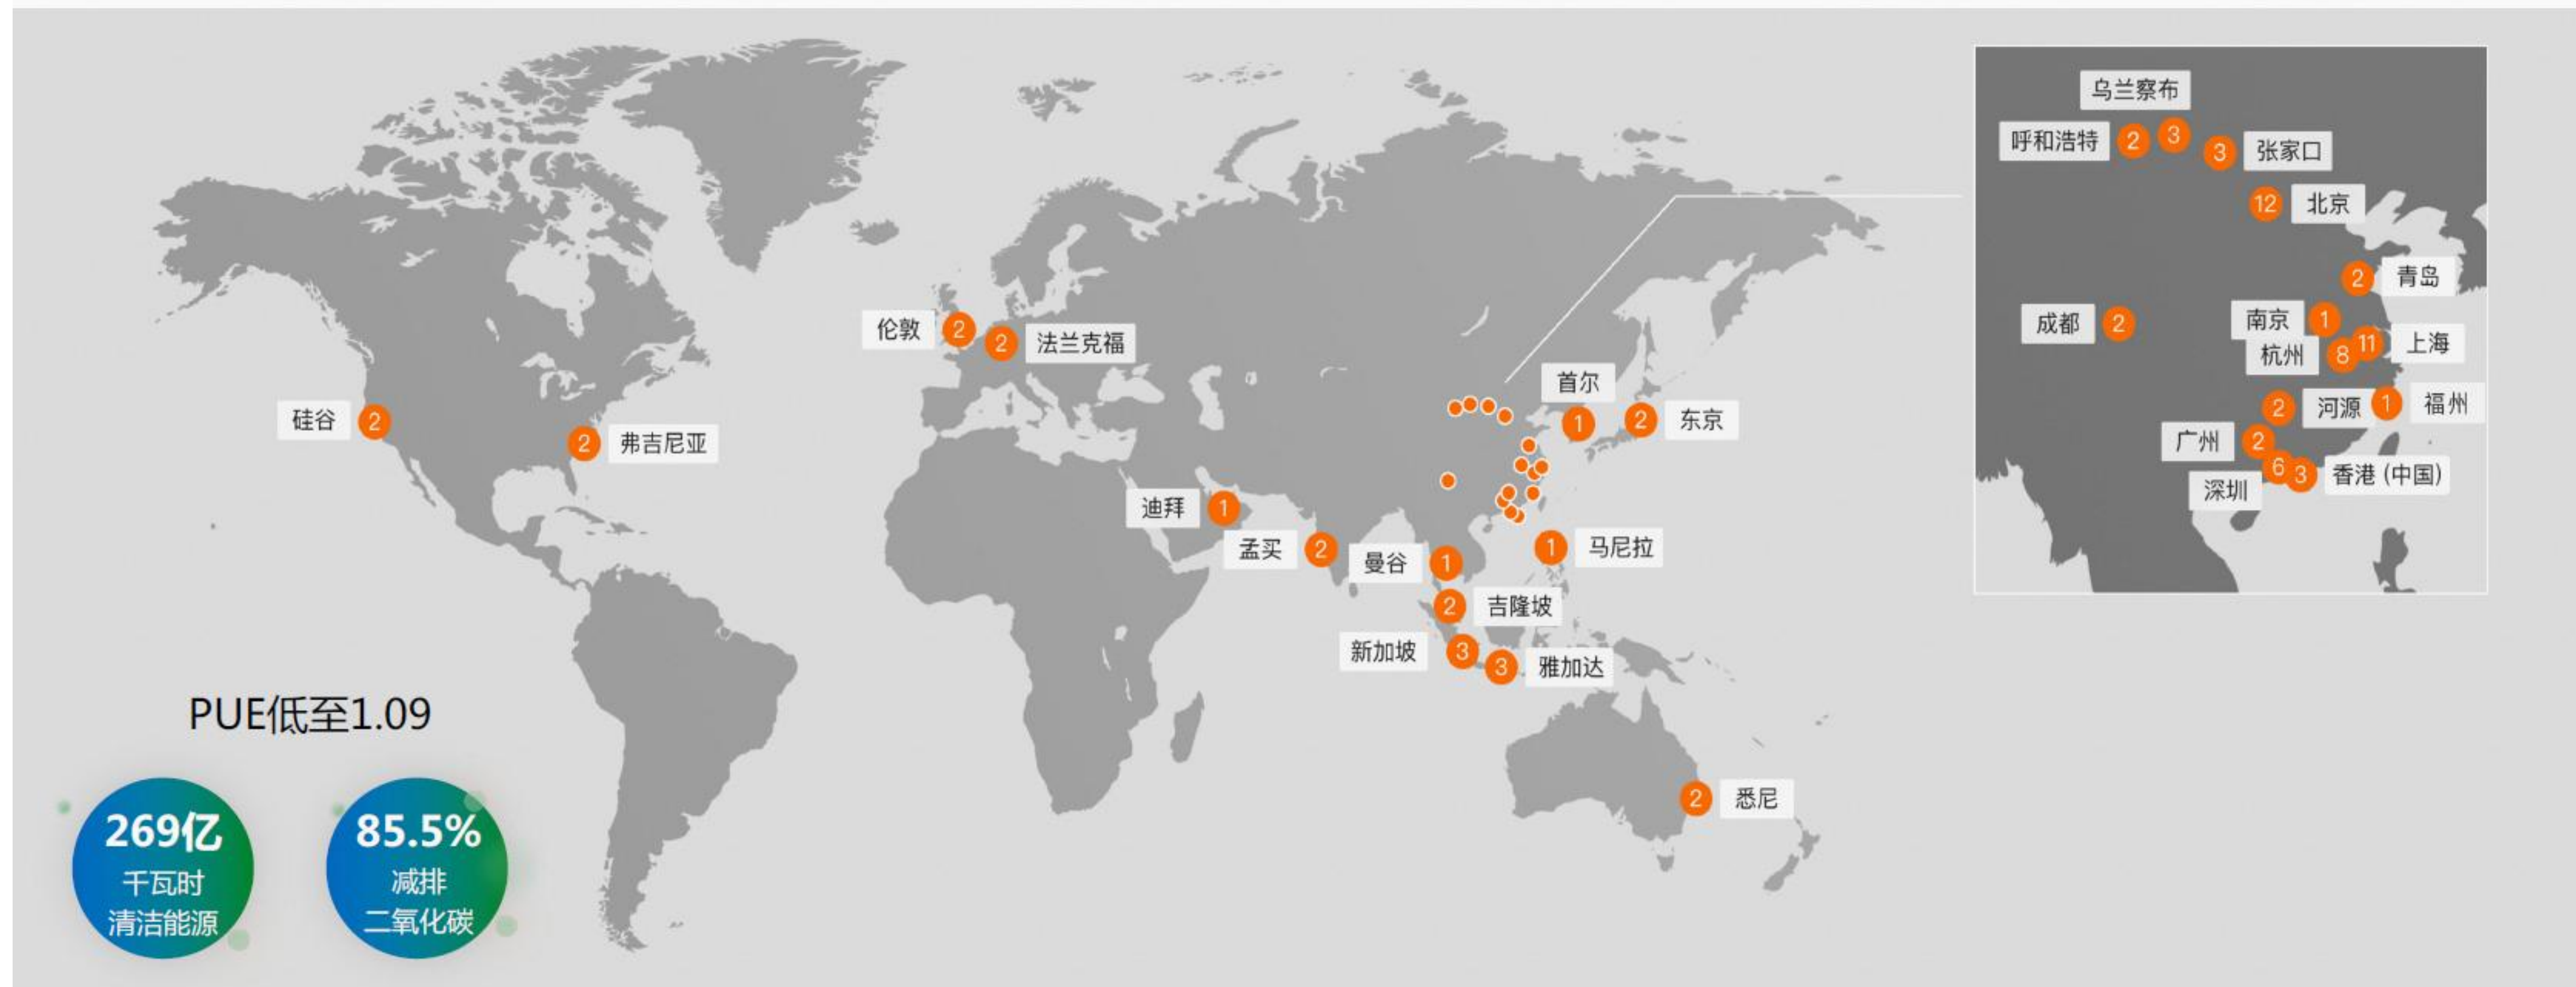 乌兰察布
呼和浩特 2 3
3 张家口
12 北京
2 青岛
成都 2
南京 1
杭州 8
11 上海
2 河源
1 福州
广州 2
深圳 6
3 香港 (中国)
伦敦 2
2 法兰克福
首尔
1
2 东京
硅谷 2
2 弗吉尼亚
迪拜 1
孟买 2
曼谷 1
1 马尼拉
2 吉隆坡
新加坡 3
3 雅加达
2 悉尼
PUE低至1.09
269亿
千瓦时
清洁能源
85.5%
减排
二氧化碳